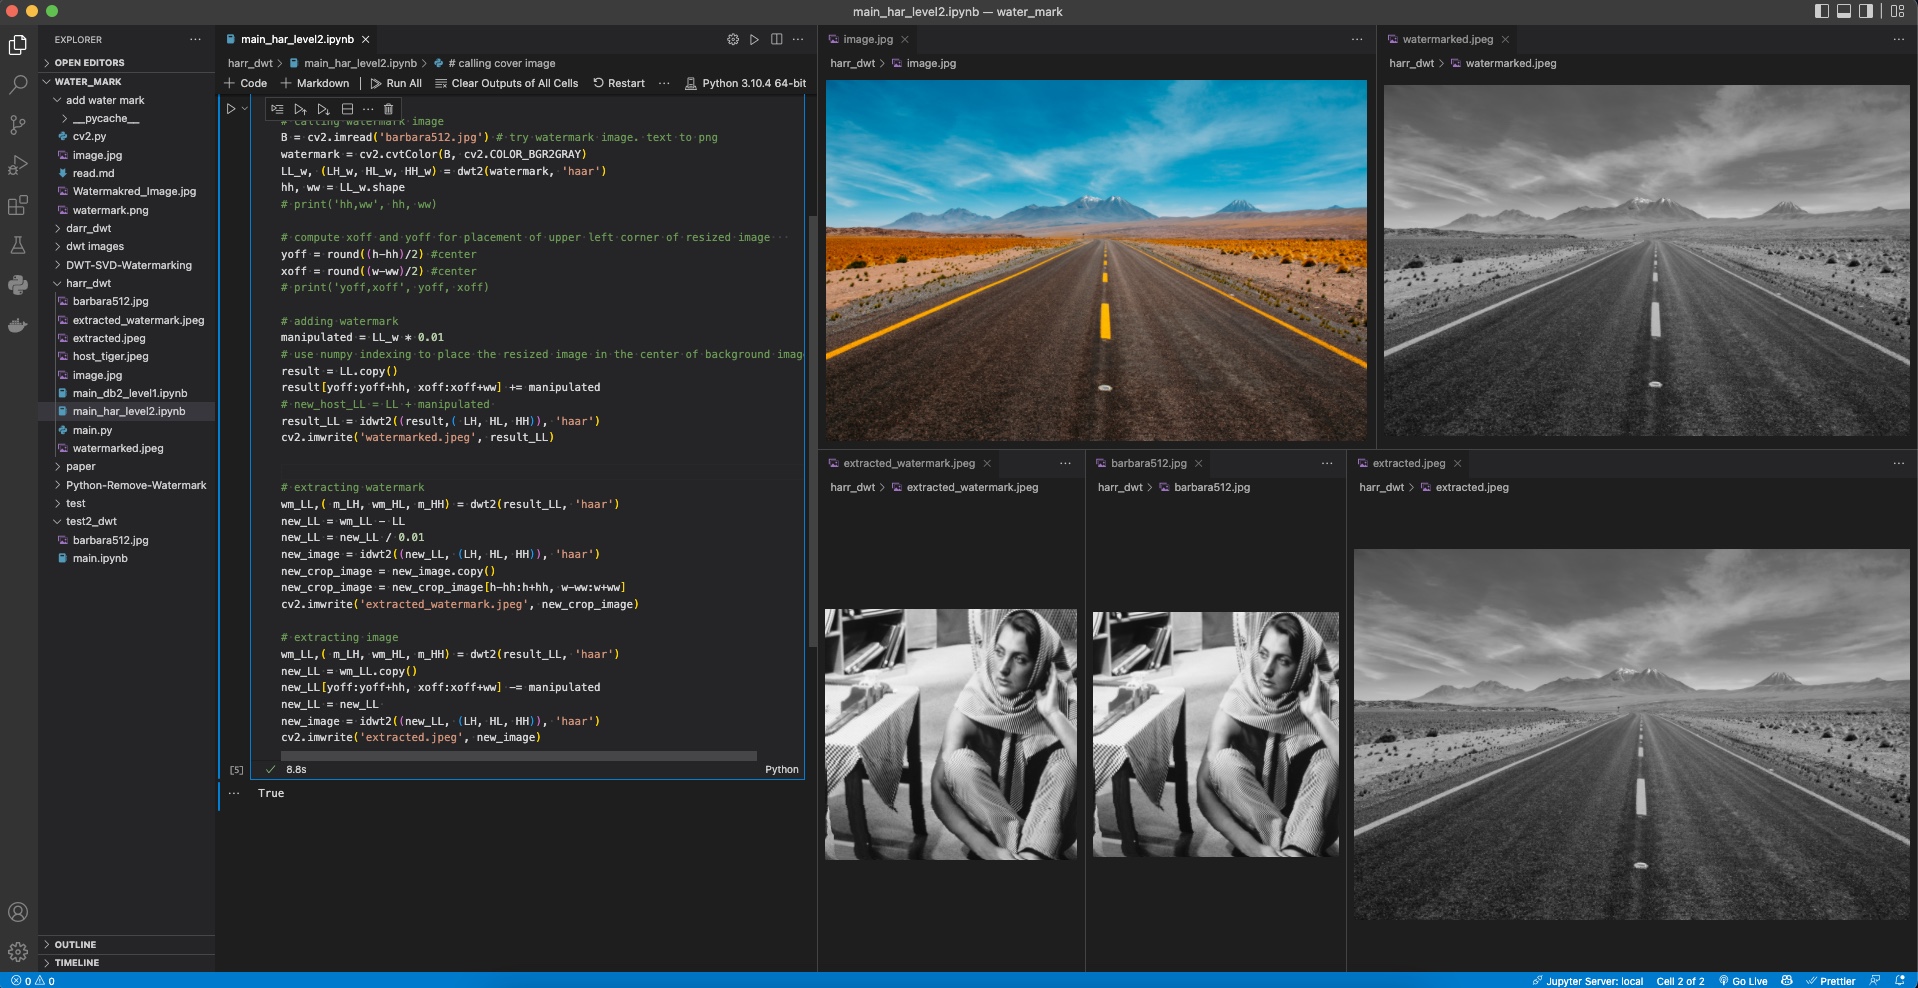 main_har_level2.ipynb — water_mark
EXPLORER
OPEN EDITORS
WATER_MARK
add water mark
__pycache__
cv2.py
image.jpg
read.md
Watermakred_Image.jpg
watermark.png
darr_dwt
dwt images
DWT-SVD-Watermarking
harr_dwt
barbara512.jpg
extracted_watermark.jpeg
extracted.jpeg
host_tiger.jpeg
image.jpg
main_db2_level1.ipynb
main_har_level2.ipynb
main.py
watermarked.jpeg
paper
Python-Remove-Watermark
test
test2_dwt
barbara512.jpg
main.ipynb
OUTLINE
TIMELINE
main_har_level2.ipynb
harr_dwt > main_har_level2.ipynb > # calling cover image
Code Markdown Run All Clear Outputs of All Cells Restart Python 3.10.4 64-bit
# calling watermark image
B = cv2.imread('barbara512.jpg') # try watermark image. text to png
watermark = cv2.cvtColor(B, cv2.COLOR_BGR2GRAY)
LL_w, (LH_w, HL_w, HH_w) = dwt2(watermark, 'haar')
hh, ww = LL_w.shape
# print('hh,ww', hh, ww)
# compute xoff and yoff for placement of upper left corner of resized image
yoff = round((h-hh)/2) #center
xoff = round((w-ww)/2) #center
# print('yoff,xoff', yoff, xoff)
# adding watermark
manipulated = LL_w * 0.01
# use numpy indexing to place the resized image in the center of background imag
result = LL.copy()
result[yoff:yoff+hh, xoff:xoff+ww] += manipulated
# new_host_LL = LL + manipulated
result_LL = idwt2((result,( LH, HL, HH)), 'haar')
cv2.imwrite('watermarked.jpeg', result_LL)
# extracting watermark
wm_LL,( m_LH, wm_HL, m_HH) = dwt2(result_LL, 'haar')
new_LL = wm_LL - LL
new_LL = new_LL / 0.01
new_image = idwt2((new_LL, (LH, HL, HH)), 'haar')
new_crop_image = new_image.copy()
new_crop_image = new_crop_image[h-hh:h+hh, w-ww:w+ww]
cv2.imwrite('extracted_watermark.jpeg', new_crop_image)
# extracting image
wm_LL,( m_LH, wm_HL, m_HH) = dwt2(result_LL, 'haar')
new_LL = wm_LL.copy()
new_LL[yoff:yoff+hh, xoff:xoff+ww] -= manipulated
new_LL = new_LL
new_image = idwt2((new_LL, (LH, HL, HH)), 'haar')
cv2.imwrite('extracted.jpeg', new_image)
[5] 8.8s Python
True
image.jpg
harr_dwt > image.jpg
watermarked.jpeg
harr_dwt > watermarked.jpeg
extracted_watermark.jpeg
harr_dwt > extracted_watermark.jpeg
barbara512.jpg
harr_dwt > barbara512.jpg
extracted.jpeg
harr_dwt > extracted.jpeg
0 0 Jupyter Server: local Cell 2 of 2 Go Live Prettier